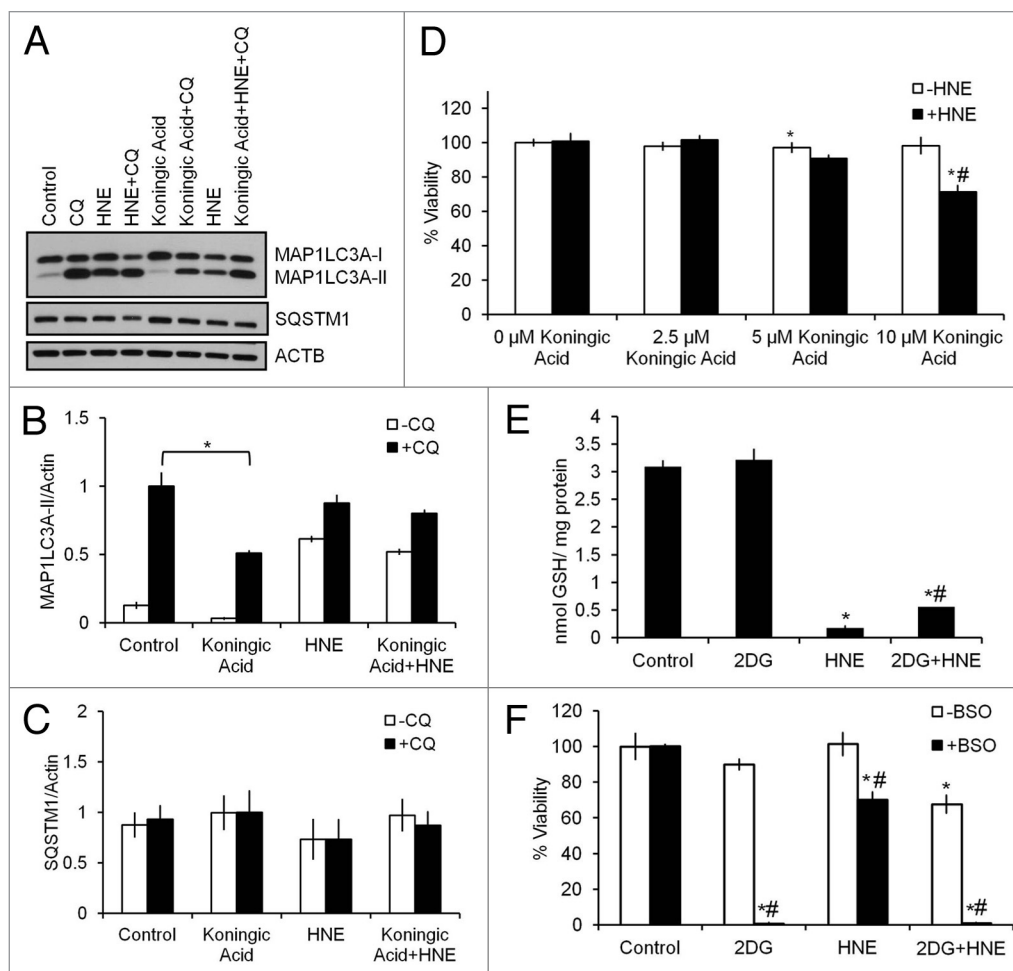 A
Control
CQ
HNE
HNE+CQ
Koningic Acid
Koningic Acid+CQ
HNE
Koningic Acid+HNE+CQ
MAP1LC3A-I
MAP1LC3A-II
SQSTM1
ACTB
B
MAP1LC3A-II/Actin
1.5
1
0.5
0
-CQ
+CQ
*
Control
Koningic
Acid
HNE
Koningic
Acid+HNE
C
SQSTM1/Actin
2
1.5
1
0.5
0
-CQ
+CQ
Control
Koningic
Acid
HNE
Koningic
Acid+HNE
D
% Viability
120
100
80
60
40
20
0
-HNE
+HNE
*
*#
0 µM Koningic
Acid
2.5 µM
Koningic Acid
5 µM Koningic
Acid
10 µM Koningic
Acid
E
nmol GSH/ mg protein
4
3.5
3
2.5
2
1.5
1
0.5
0
*
*#
Control
2DG
HNE
2DG+HNE
F
% Viability
120
100
80
60
40
20
0
-BSO
+BSO
*#
*#
*
*#
Control
2DG
HNE
2DG+HNE